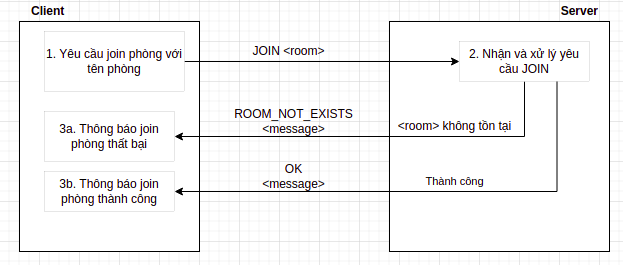 Client
Server
1. Yêu cầu join phòng với
tên phòng
JOIN <room>
2. Nhận và xử lý yêu
cầu JOIN
ROOM_NOT_EXISTS
<message>
<room> không tồn tại
3a. Thông báo join
phòng thất bại
OK
<message>
Thành công
3b. Thông báo join
phòng thành công